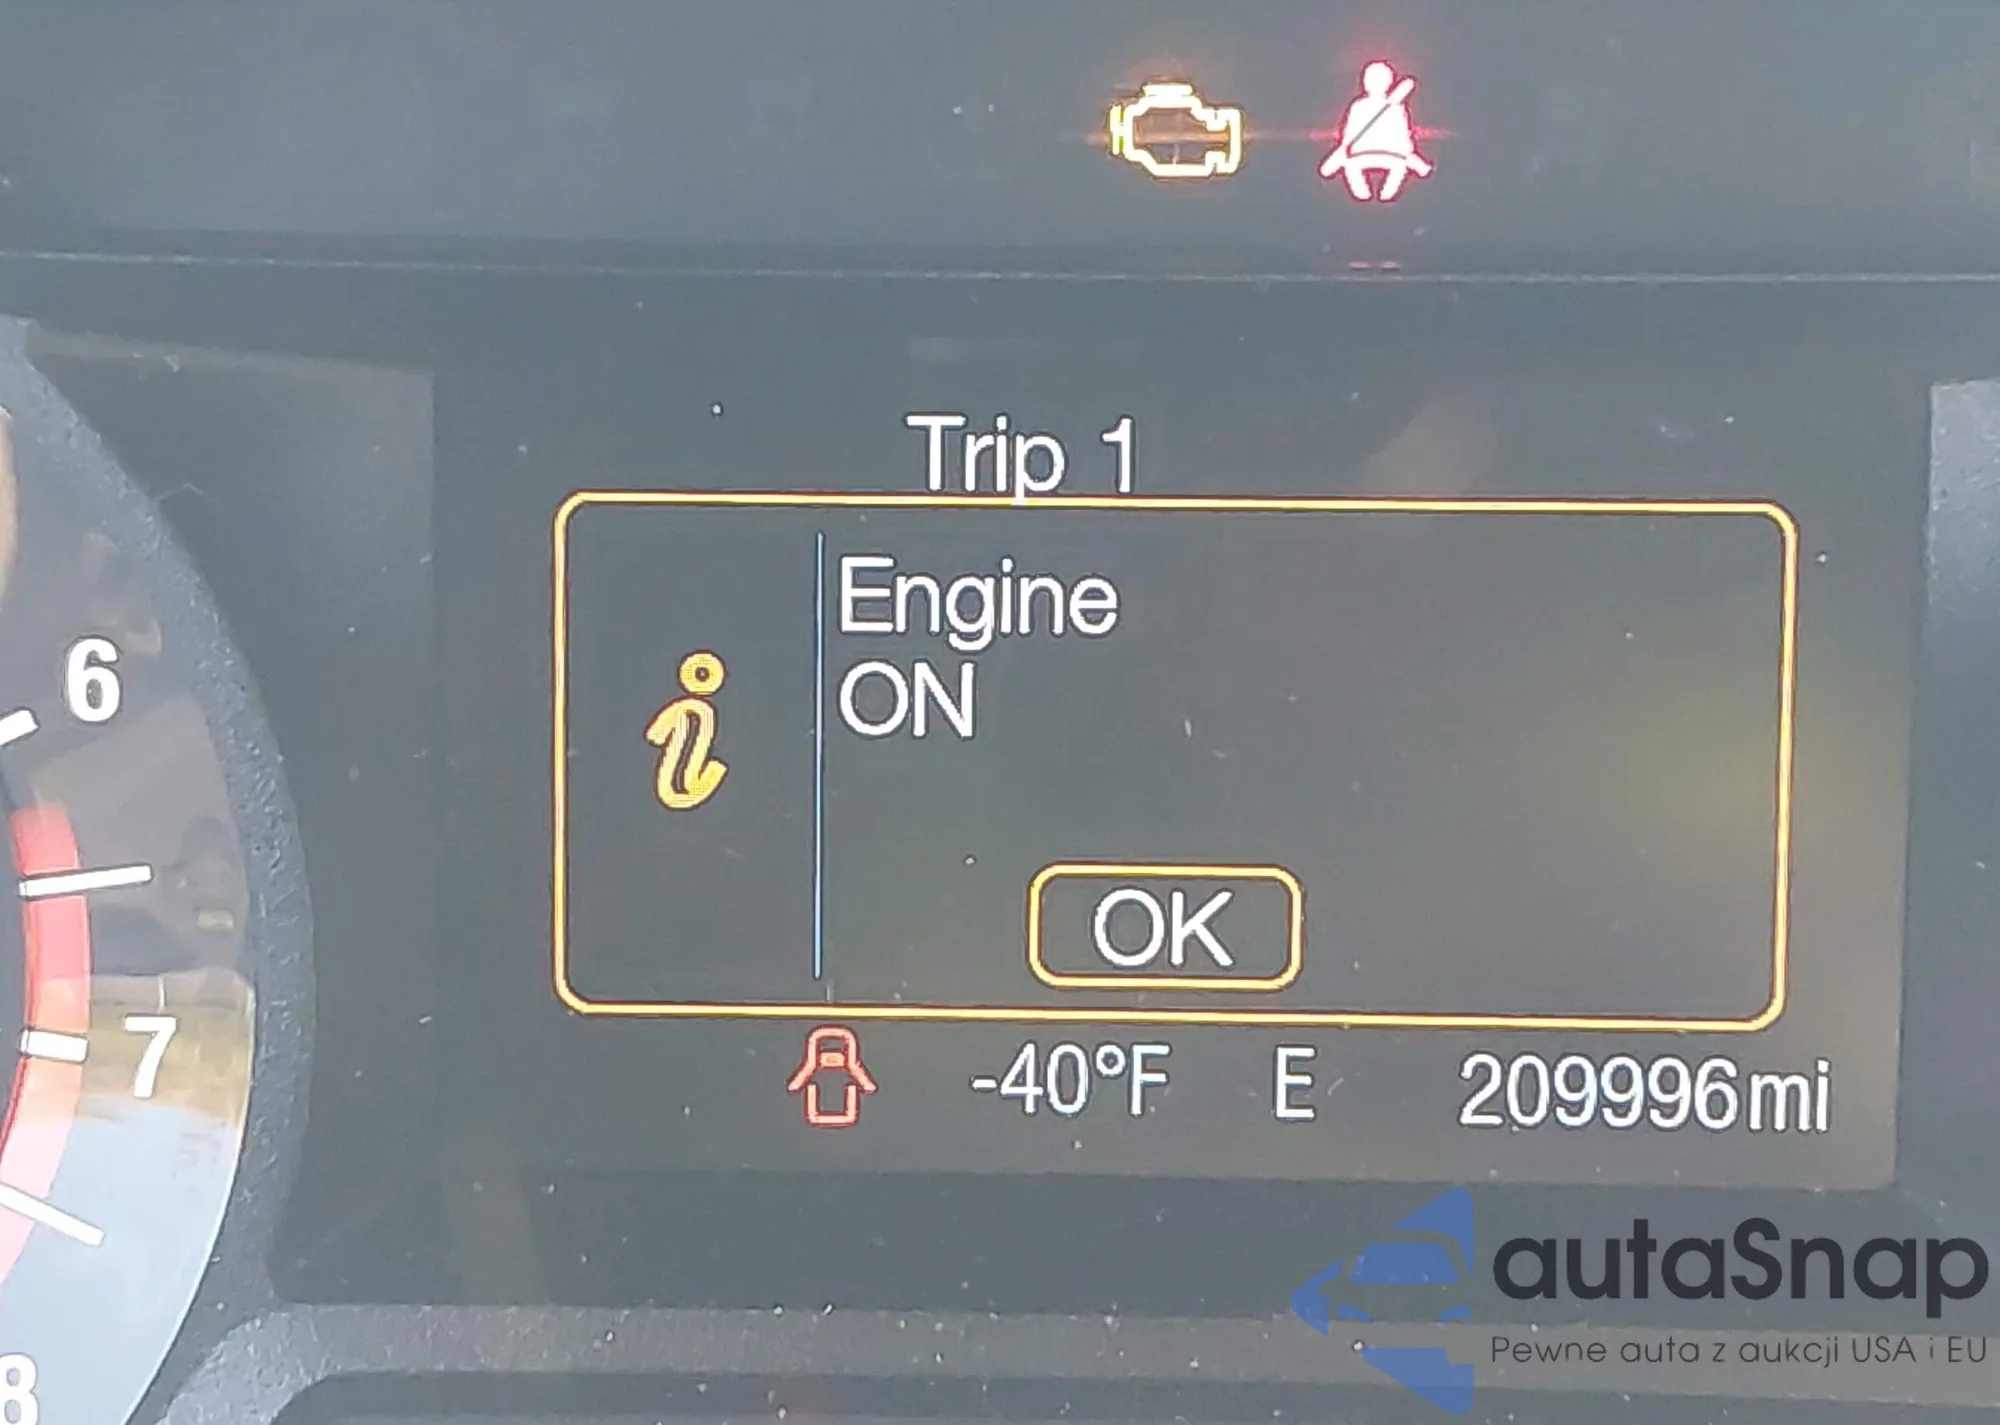 Trip 1
Engine
ON
OK
-40°F E 209996mi
6
7
8
autaSnap
Pewne auta z aukcji USA i EU